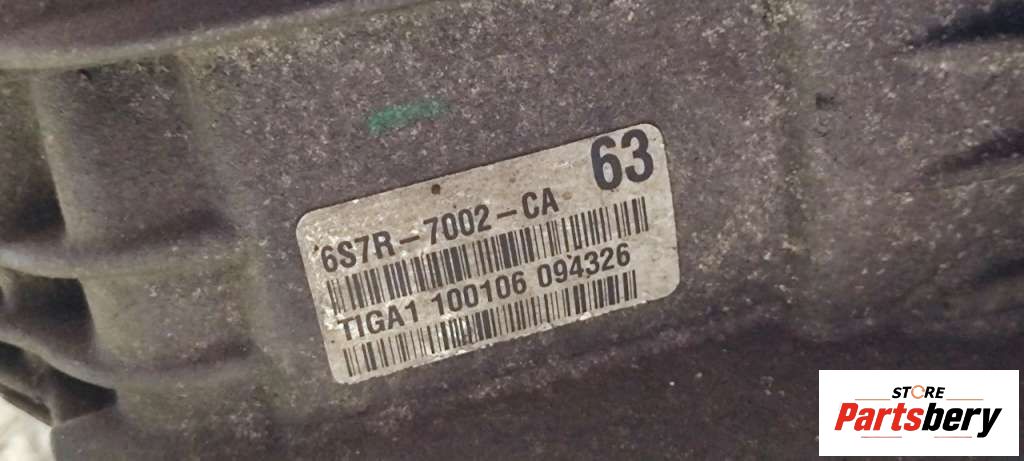 63
6S7R-7002-CA
TIGA1 100106 094326
STORE
Partsbery